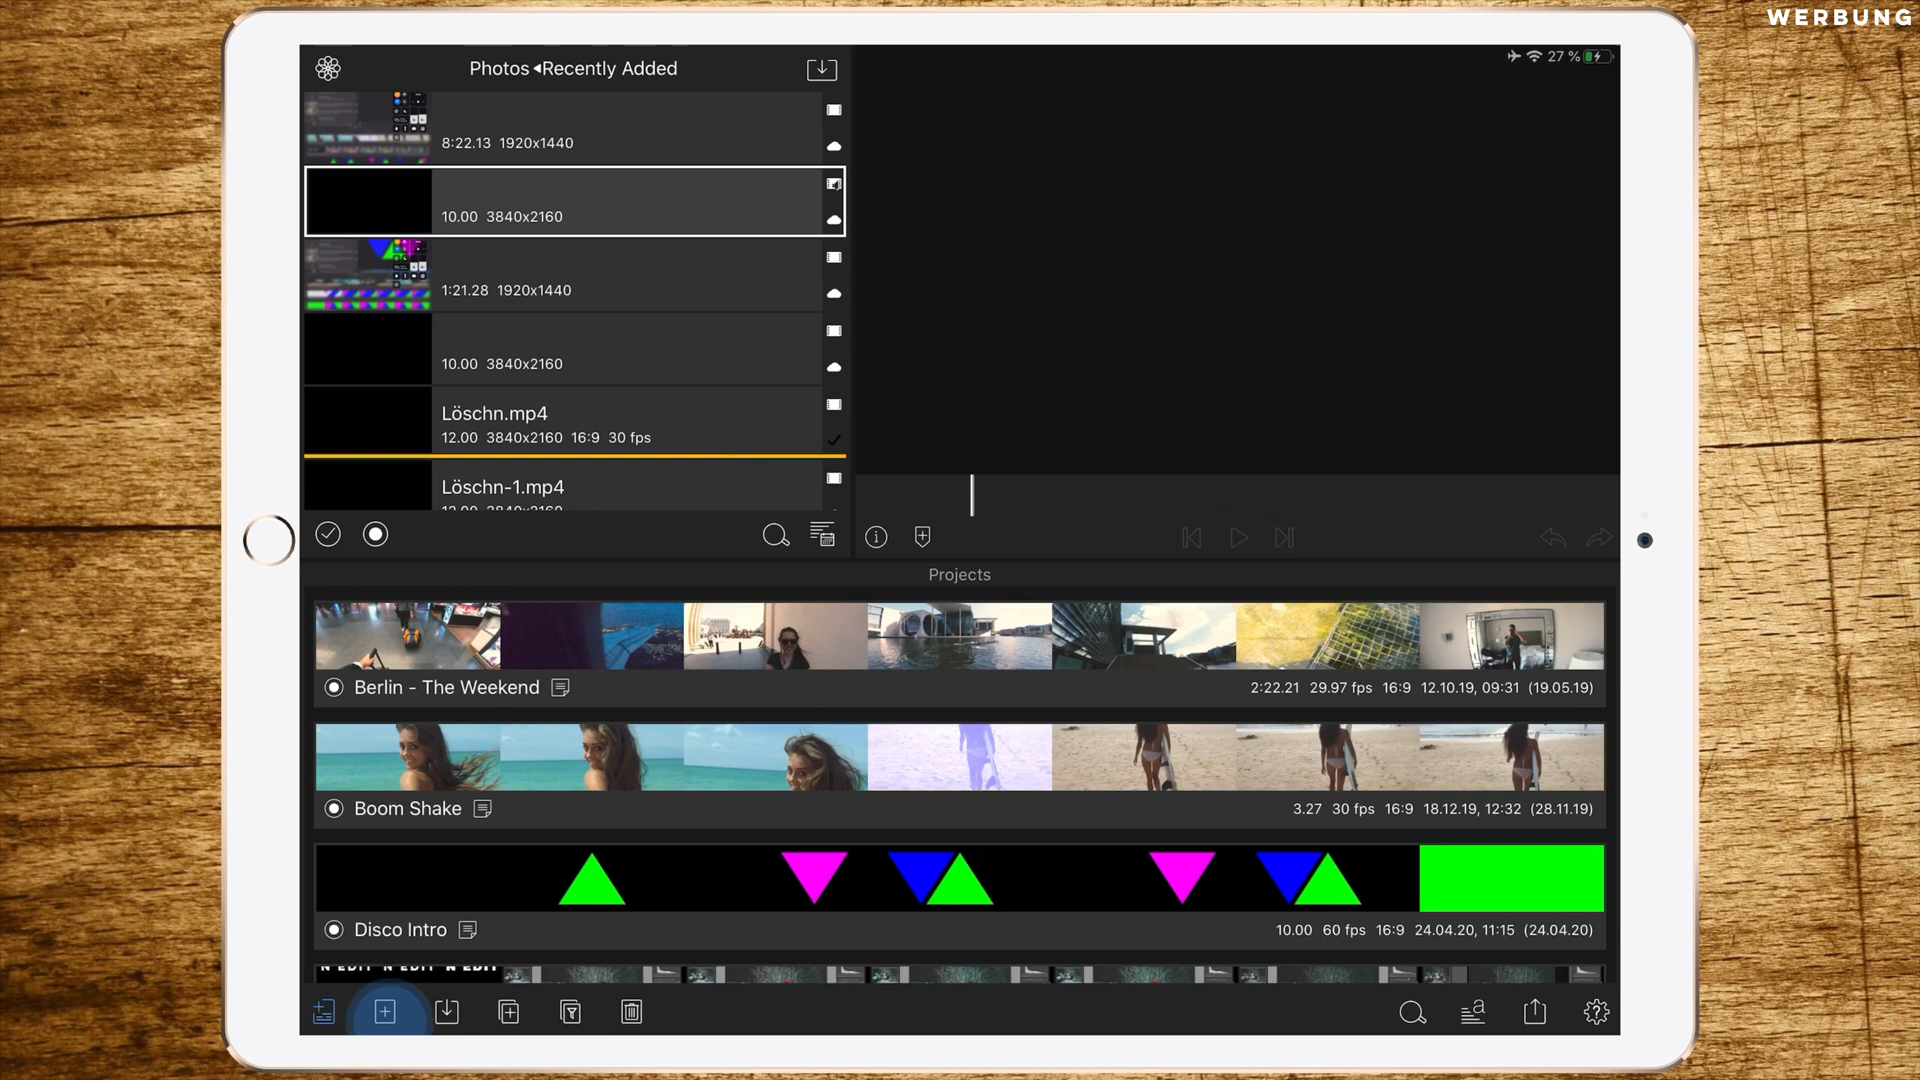 WERBUNG
27 %
Photos Recently Added
8:22.13 1920x1440
10.00 3840x2160
1:21.28 1920x1440
10.00 3840x2160
Löschn.mp4
12.00 3840x2160 16:9 30 fps
Löschn-1.mp4
Projects
Berlin - The Weekend
2:22.21 29.97 fps 16:9 12.10.19, 09:31 (19.05.19)
Boom Shake
3.27 30 fps 16:9 18.12.19, 12:32 (28.11.19)
Disco Intro
10.00 60 fps 16:9 24.04.20, 11:15 (24.04.20)